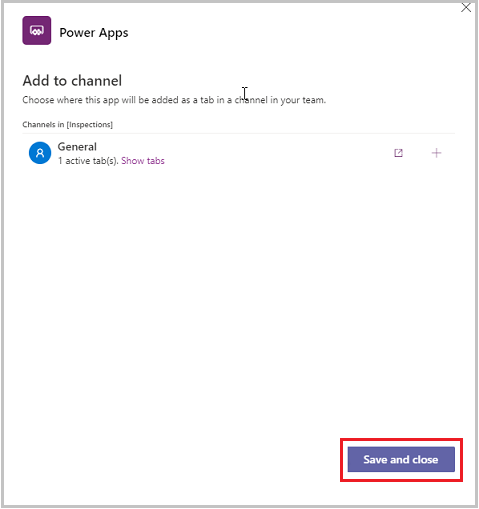 Power Apps
Add to channel
Choose where this app will be added as a tab in a channel in your team.
Channels in [Inspections]
General
1 active tab(s). Show tabs
Save and close